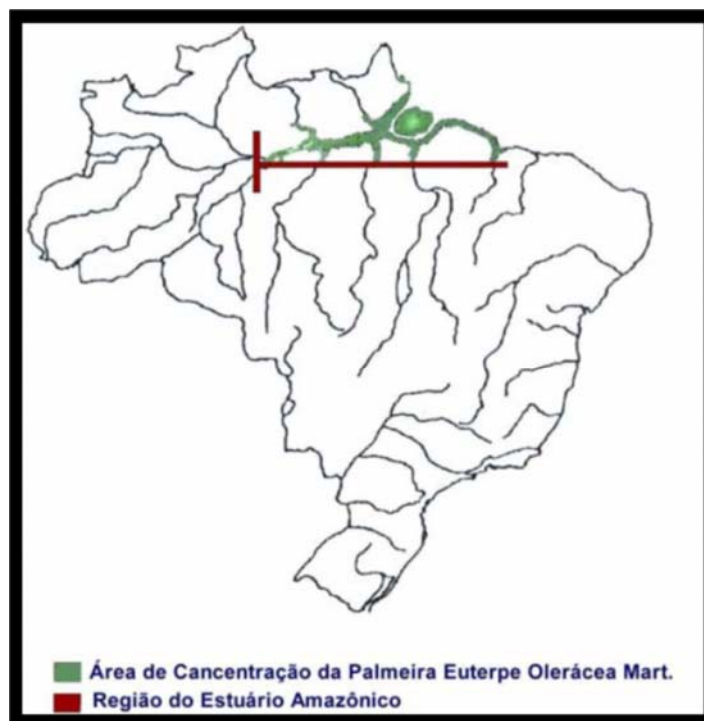 Área de Cancentração da Palmeira Euterpe Olerácea Mart.
Região do Estuário Amazônico